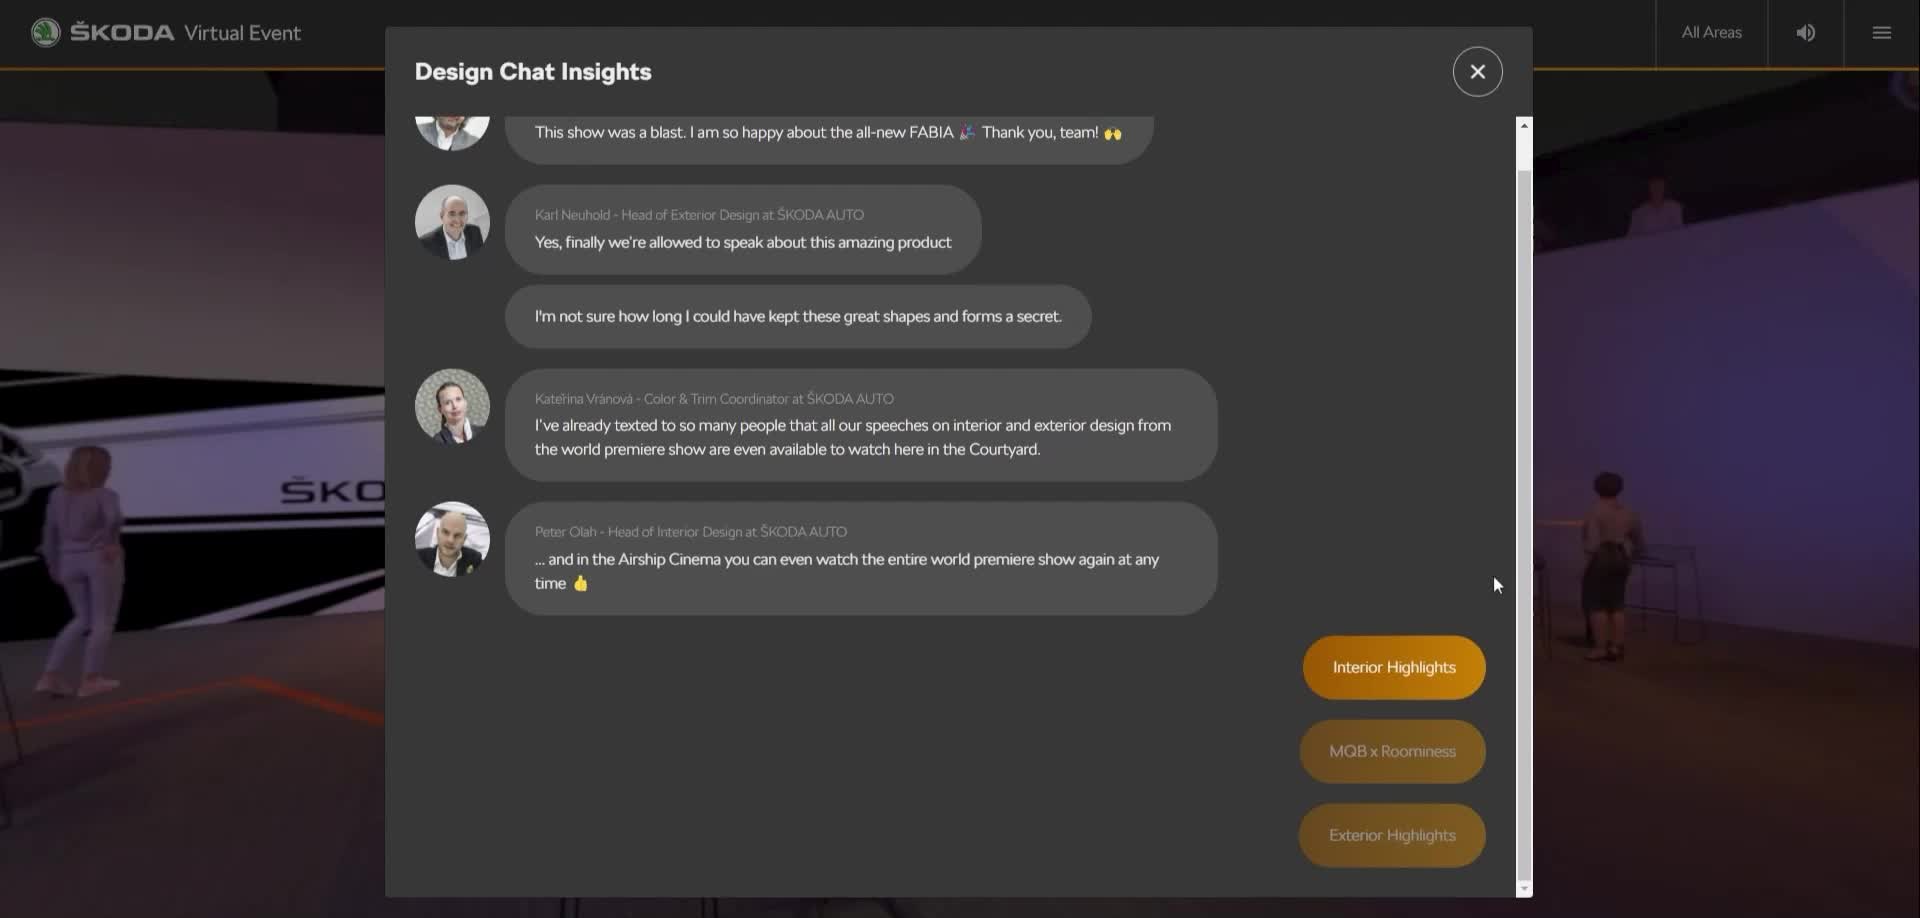 ŠKODA Virtual Event
All Areas
Design Chat Insights
This show was a blast. I am so happy about the all-new FABIA 🎉 Thank you, team! 🙌
Karl Neuhold - Head of Exterior Design at ŠKODA AUTO
Yes, finally we're allowed to speak about this amazing product
I'm not sure how long I could have kept these great shapes and forms a secret.
Kateřina Vránová - Color & Trim Coordinator at ŠKODA AUTO
I've already texted to so many people that all our speeches on interior and exterior design from
the world premiere show are even available to watch here in the Courtyard.
Peter Olah - Head of Interior Design at ŠKODA AUTO
... and in the Airship Cinema you can even watch the entire world premiere show again at any
time 👍
ŠKO
Interior Highlights
MQB x Roominess
Exterior Highlights